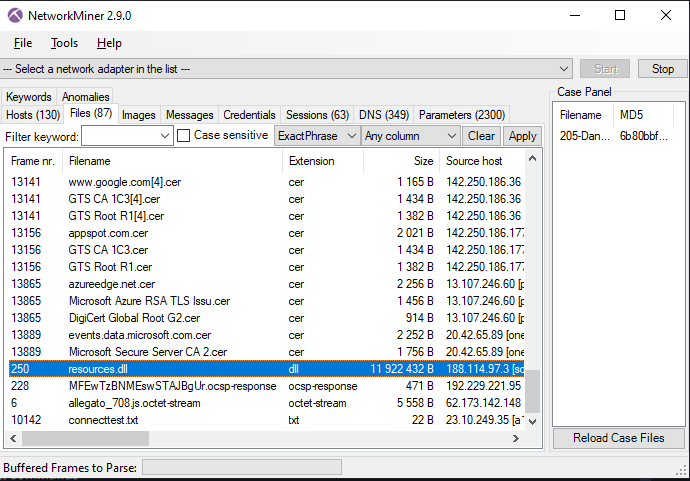 NetworkMiner 2.9.0
File Tools Help
--- Select a network adapter in the list ---
Start Stop
Keywords Anomalies
Hosts (130) Files (87) Images Messages Credentials Sessions (63) DNS (349) Parameters (2300)
Filter keyword: Case sensitive ExactPhrase Any column Clear Apply
Frame nr. Filename Extension Size Source host
13141 www.google.com[4].cer cer 1 165 B 142.250.186.36
13141 GTS CA 1C3[4].cer cer 1 434 B 142.250.186.36
13141 GTS Root R1[4].cer cer 1 382 B 142.250.186.36
13156 appspot.com.cer cer 2 021 B 142.250.186.177
13156 GTS CA 1C3.cer cer 1 434 B 142.250.186.177
13156 GTS Root R1.cer cer 1 382 B 142.250.186.177
13865 azureedge.net.cer cer 2 256 B 13.107.246.60 [p
13865 Microsoft Azure RSA TLS Issu.cer cer 1 456 B 13.107.246.60 [p
13865 DigiCert Global Root G2.cer cer 914 B 13.107.246.60 [p
13889 events.data.microsoft.com.cer cer 2 252 B 20.42.65.89 [one
13889 Microsoft Secure Server CA 2.cer cer 1 756 B 20.42.65.89 [one
250 resources.dll dll 11 922 432 B 188.114.97.3 [sc
228 MFEwTzBNMEswSTAJBgUr.ocsp-response ocsp-response 471 B 192.229.221.95
6 allegato_708.js.octet-stream octet-stream 5 558 B 62.173.142.148
10142 connecttest.txt txt 22 B 23.10.249.35 [a1
Case Panel
Filename MD5
205-Dan... 6b80bbf...
Reload Case Files
Buffered Frames to Parse: